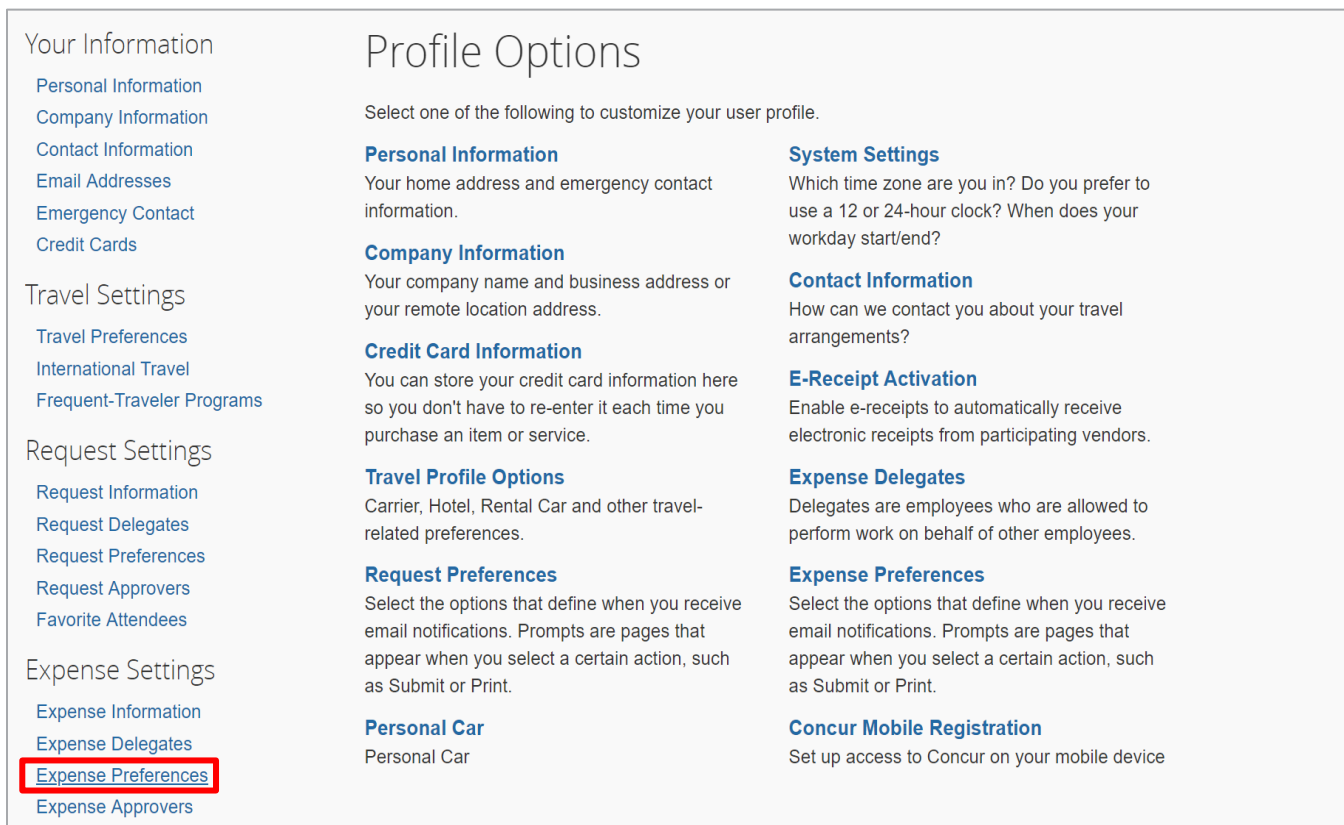 Your Information
Personal Information
Company Information
Contact Information
Email Addresses
Emergency Contact
Credit Cards
Travel Settings
Travel Preferences
International Travel
Frequent-Traveler Programs
Request Settings
Request Information
Request Delegates
Request Preferences
Request Approvers
Favorite Attendees
Expense Settings
Expense Information
Expense Delegates
Expense Preferences
Expense Approvers
Profile Options
Select one of the following to customize your user profile.
Personal Information
Your home address and emergency contact
information.
Company Information
Your company name and business address or
your remote location address.
Credit Card Information
You can store your credit card information here
so you don't have to re-enter it each time you
purchase an item or service.
Travel Profile Options
Carrier, Hotel, Rental Car and other travel-
related preferences.
Request Preferences
Select the options that define when you receive
email notifications. Prompts are pages that
appear when you select a certain action, such
as Submit or Print.
Personal Car
Personal Car
System Settings
Which time zone are you in? Do you prefer to
use a 12 or 24-hour clock? When does your
workday start/end?
Contact Information
How can we contact you about your travel
arrangements?
E-Receipt Activation
Enable e-receipts to automatically receive
electronic receipts from participating vendors.
Expense Delegates
Delegates are employees who are allowed to
perform work on behalf of other employees.
Expense Preferences
Select the options that define when you receive
email notifications. Prompts are pages that
appear when you select a certain action, such
as Submit or Print.
Concur Mobile Registration
Set up access to Concur on your mobile device